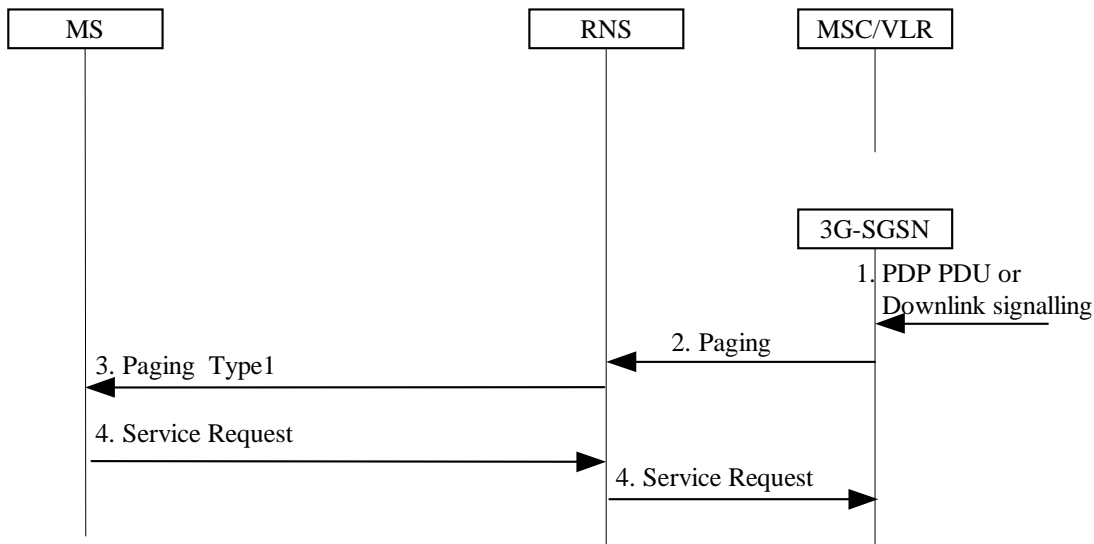 MS
RNS
MSC/VLR
3G-SGSN
1. PDP PDU or
Downlink signalling
2. Paging
3. Paging Type1
4. Service Request
4. Service Request